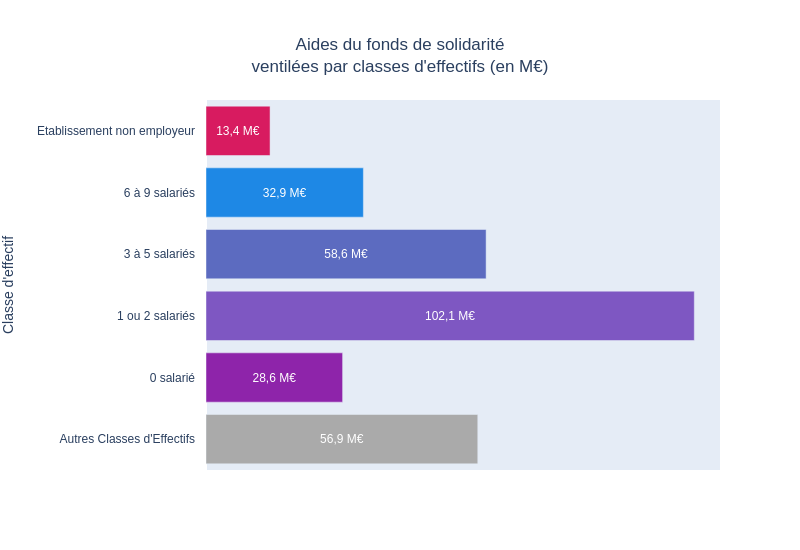 Aides du fonds de solidarité
ventilées par classes d'effectifs (en M€)
Classe d'effectif
Etablissement non employeur
13,4 M€
6 à 9 salariés
32,9 M€
3 à 5 salariés
58,6 M€
1 ou 2 salariés
102,1 M€
0 salarié
28,6 M€
Autres Classes d'Effectifs
56,9 M€